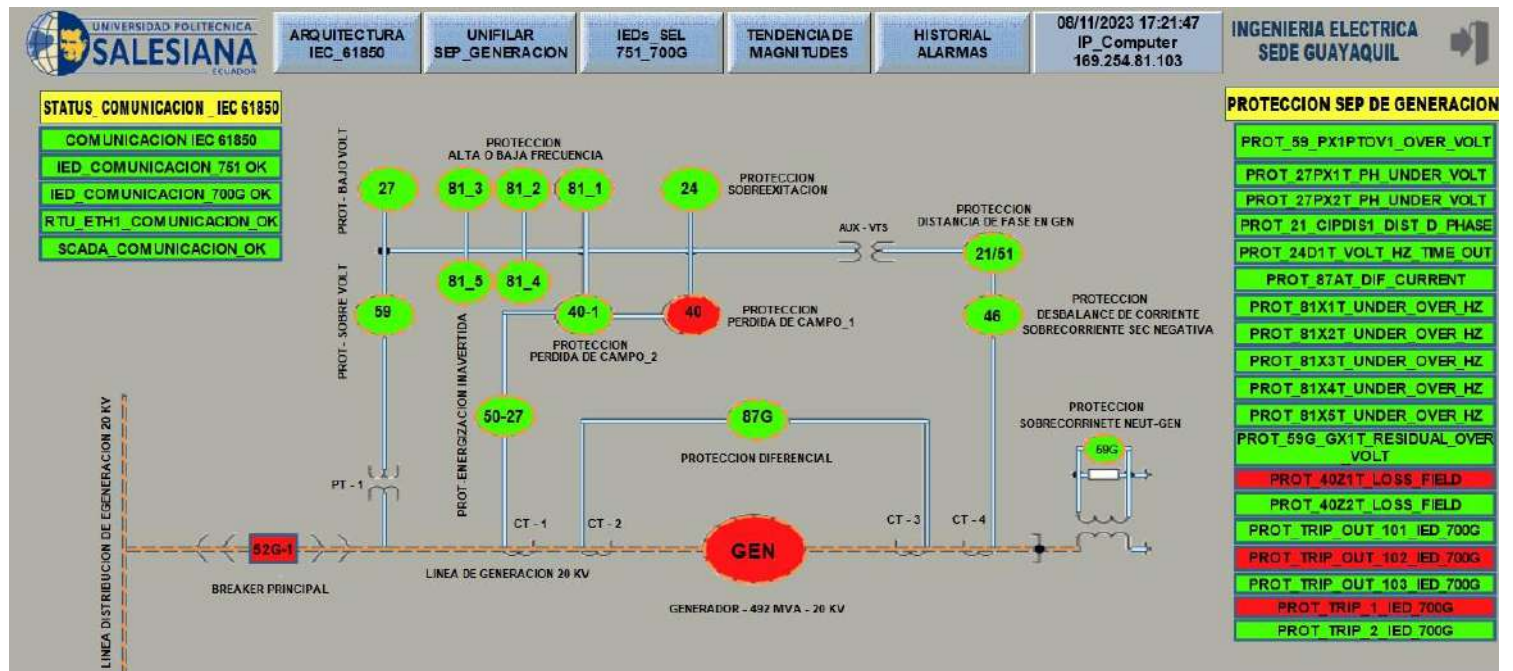 UNIVERSIDAD POLITECNICA
SALESIANA
ECUADOR
ARQUITECTURA
IEC_61850
UNIFILAR
SEP_GENERACION
IEDs_SEL
751_700G
TENDENCIA DE
MAGNITUDES
HISTORIAL
ALARMAS
08/11/2023 17:21:47
IP_Computer
169.254.81.103
INGENIERIA ELECTRICA
SEDE GUAYAQUIL
STATUS_COMUNICACION_IEC 61850
COMUNICACION IEC 61850
IED_COMUNICACION_751 OK
IED_COMUNICACION_700G OK
RTU_ETH1_COMUNICACION_OK
SCADA_COMUNICACION_OK
PROT- BAJO VOLT
PROTECCION
ALTA O BAJA FRECUENCIA
27
81_3
81_2
81_1
24
PROTECCION
SOBREEXITACION
AUX - VTS
PROTECCION
DISTANCIA DE FASE EN GEN
21/51
81_5
81_4
PROT- SOBRE VOLT
59
40-1
40
PROTECCION
PERDIDA DE CAMPO_1
PROTECCION
PERDIDA DE CAMPO_2
46
PROTECCION
DESBALANCE DE CORRIENTE
SOBRECORRIENTE SEC NEGATIVA
PROT-ENERGIZACION INAVERTIDA
50-27
87G
PROTECCION DIFERENCIAL
PROTECCION
SOBRECORRINETE NEUT-GEN
59G
PT - 1
CT - 1
CT - 2
CT - 3
CT - 4
LINEA DISTRIBUCION DE EGENERACION 20 KV
52G-1
BREAKER PRINCIPAL
LINEA DE GENERACION 20 KV
GEN
GENERADOR - 492 MVA - 20 KV
PROTECCION SEP DE GENERACION
PROT_59_PX1PTOV1_OVER_VOLT
PROT_27PX1T_PH_UNDER_VOLT
PROT_27PX2T_PH_UNDER_VOLT
PROT_21_CIPDIS1_DIST_D_PHASE
PROT_24D1T_VOLT_HZ_TIME_OUT
PROT_87AT_DIF_CURRENT
PROT_81X1T_UNDER_OVER_HZ
PROT_81X2T_UNDER_OVER_HZ
PROT_81X3T_UNDER_OVER_HZ
PROT_81X4T_UNDER_OVER_HZ
PROT_81X5T_UNDER_OVER_HZ
PROT_59G_GX1T_RESIDUAL_OVER
_VOLT
PROT_40Z1T_LOSS_FIELD
PROT_40Z2T_LOSS_FIELD
PROT_TRIP_OUT_101_IED_700G
PROT_TRIP_OUT_102_IED_700G
PROT_TRIP_OUT_103_IED_700G
PROT_TRIP_1_IED_700G
PROT_TRIP_2_IED_700G